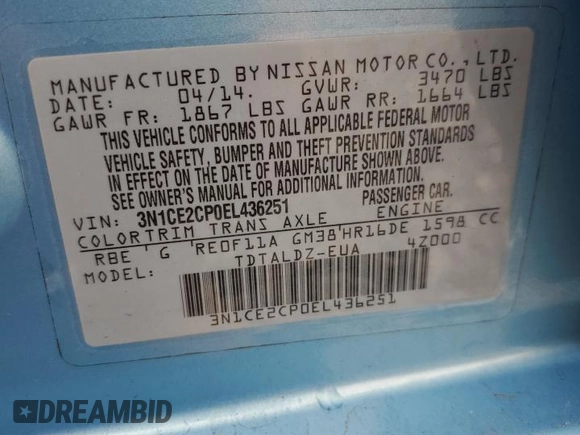 MANUFACTURED BY NISSAN MOTOR CO., LTD.
DATE: 04/14. GVWR: 3470 LBS
GAWR FR: 1867 LBS GAWR RR: 1664 LBS
THIS VEHICLE CONFORMS TO ALL APPLICABLE FEDERAL MOTOR
VEHICLE SAFETY, BUMPER AND THEFT PREVENTION STANDARDS
IN EFFECT ON THE DATE OF MANUFACTURE SHOWN ABOVE.
SEE OWNER'S MANUAL FOR ADDITIONAL INFORMATION.
VIN: 3N1CE2CP0EL436251 PASSENGER CAR.
COLORTRIM TRANS AXLE ENGINE
RBE ' G 'RE0F11A GM38'HR16DE 1598 CC
MODEL: TDTALDZ-EUA 4Z000
3N1CE2CP0EL436251
DREAMBID